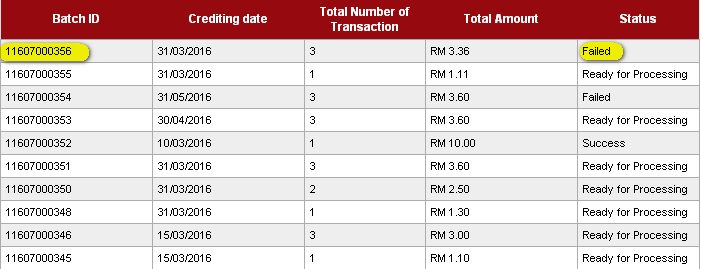 Batch ID Crediting date Total Number of Transaction Total Amount Status
11607000356 31/03/2016 3 RM 3.36 Failed
11607000355 31/03/2016 1 RM 1.11 Ready for Processing
11607000354 31/05/2016 3 RM 3.60 Failed
11607000353 30/04/2016 3 RM 3.60 Ready for Processing
11607000352 10/03/2016 1 RM 10.00 Success
11607000351 31/03/2016 3 RM 3.60 Ready for Processing
11607000350 31/03/2016 2 RM 2.50 Ready for Processing
11607000348 31/03/2016 1 RM 1.30 Ready for Processing
11607000346 15/03/2016 3 RM 3.00 Ready for Processing
11607000345 15/03/2016 1 RM 1.10 Ready for Processing